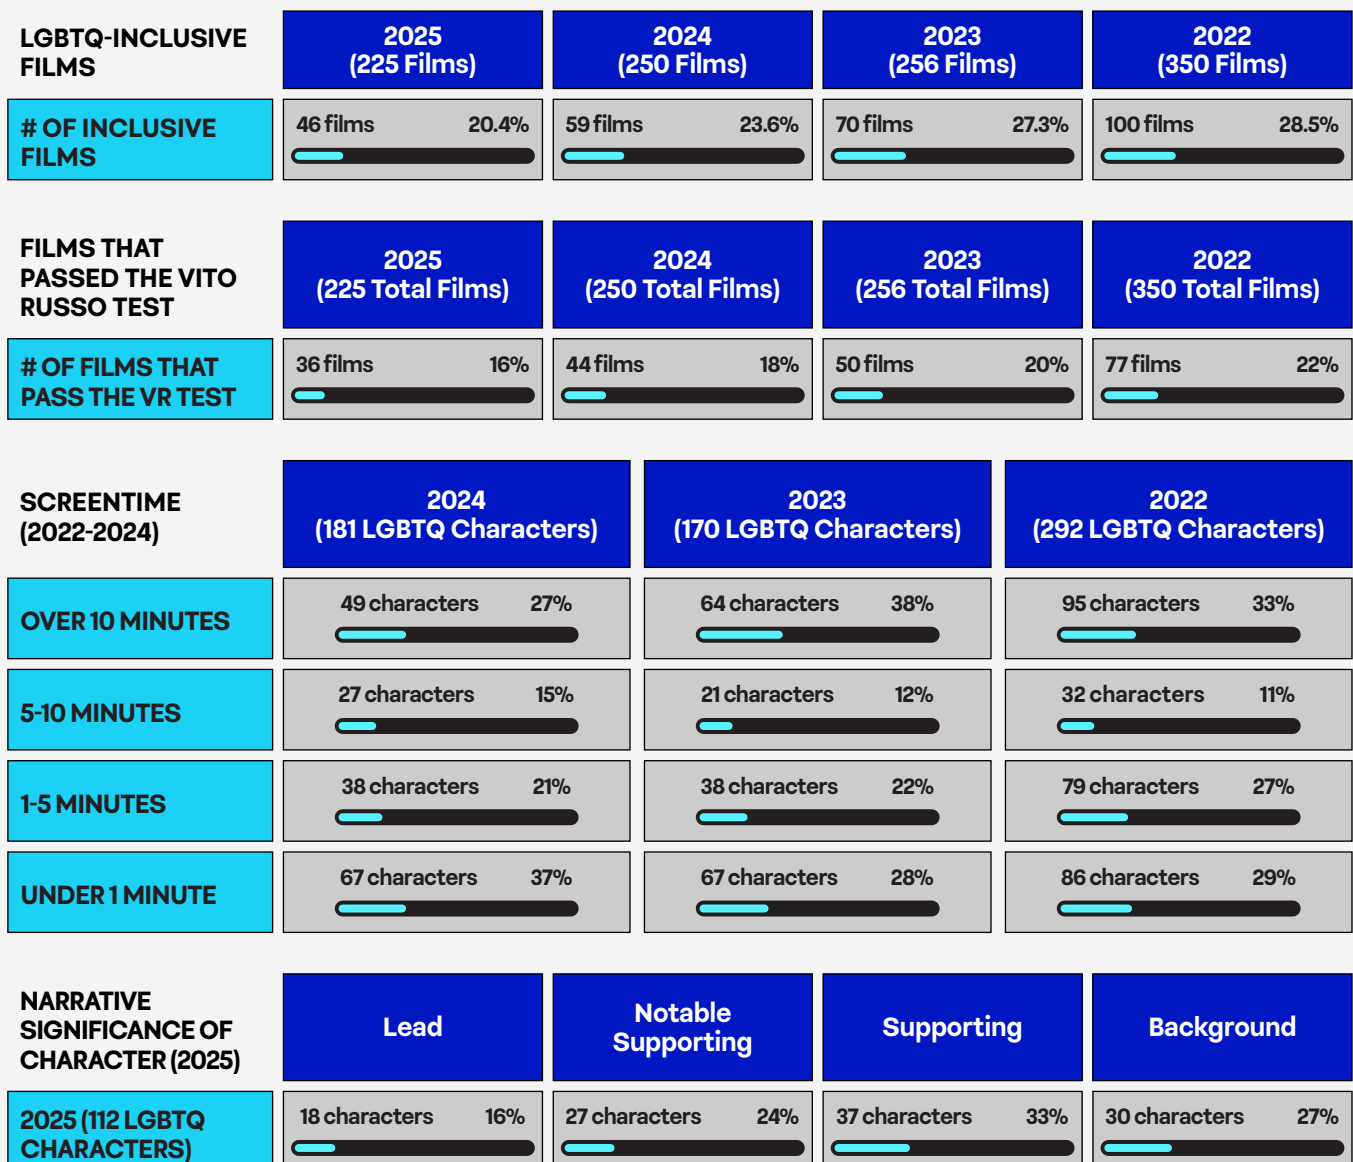 LGBTQ-INCLUSIVE
FILMS
2025
(225 Films)
2024
(250 Films)
2023
(256 Films)
2022
(350 Films)
# OF INCLUSIVE
FILMS
46 films 20.4%
59 films 23.6%
70 films 27.3%
100 films 28.5%
FILMS THAT
PASSED THE VITO
RUSSO TEST
2025
(225 Total Films)
2024
(250 Total Films)
2023
(256 Total Films)
2022
(350 Total Films)
# OF FILMS THAT
PASS THE VR TEST
36 films 16%
44 films 18%
50 films 20%
77 films 22%
SCREENTIME
(2022-2024)
2024
(181 LGBTQ Characters)
2023
(170 LGBTQ Characters)
2022
(292 LGBTQ Characters)
OVER 10 MINUTES
49 characters 27%
64 characters 38%
95 characters 33%
5-10 MINUTES
27 characters 15%
21 characters 12%
32 characters 11%
1-5 MINUTES
38 characters 21%
38 characters 22%
79 characters 27%
UNDER 1 MINUTE
67 characters 37%
67 characters 28%
86 characters 29%
NARRATIVE
SIGNIFICANCE OF
CHARACTER (2025)
Lead
Notable
Supporting
Supporting
Background
2025 (112 LGBTQ
CHARACTERS)
18 characters 16%
27 characters 24%
37 characters 33%
30 characters 27%